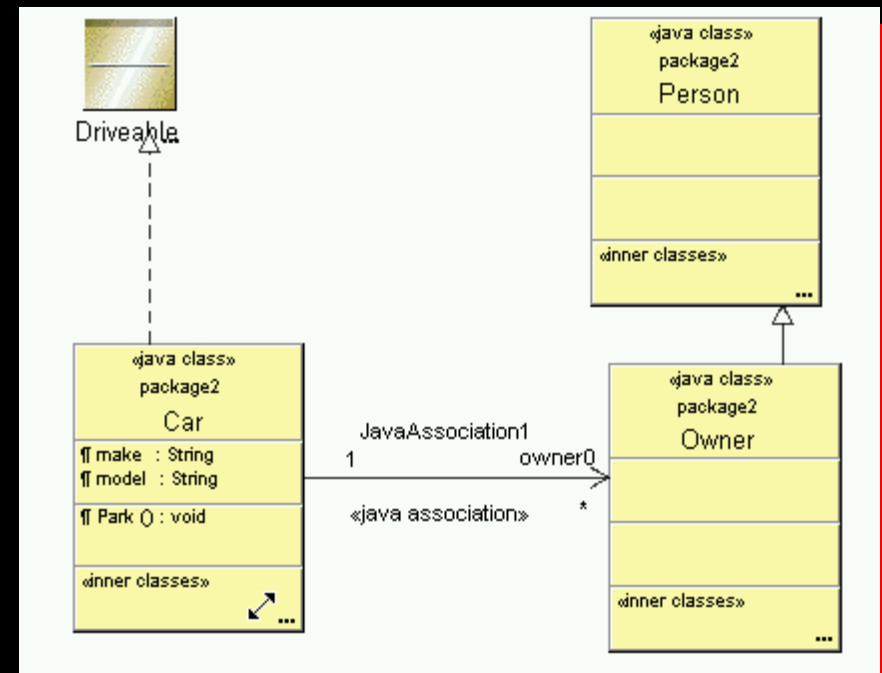 Driveable...
«java class»
package2
Person
«inner classes»
...
«java class»
package2
Car
¶ make : String
¶ model : String
¶ Park () : void
«inner classes»
...
JavaAssociation1
1 owner0
*
«java association»
«java class»
package2
Owner
«inner classes»
...